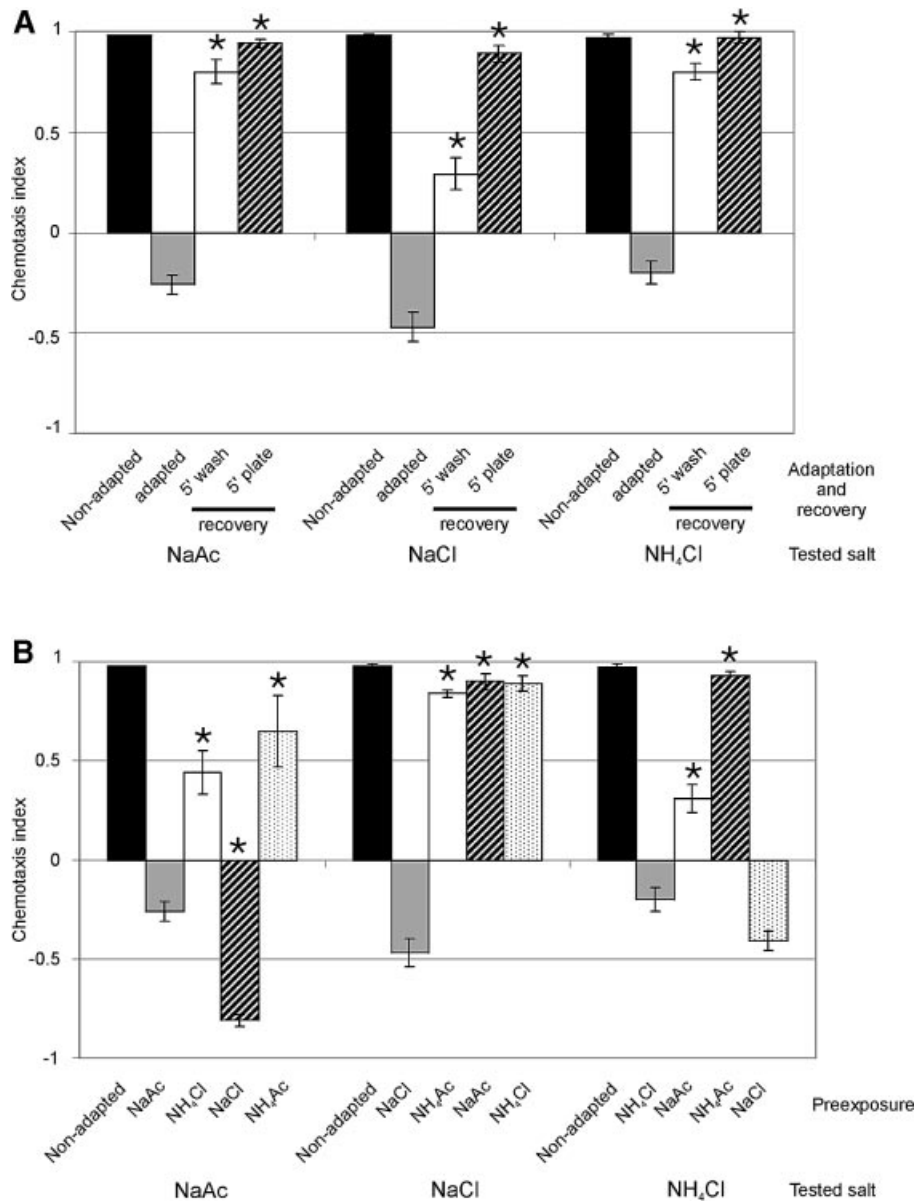 A
1
0.5
0
-0.5
-1
Chemotaxis index
* * * * * *
Non-adapted adapted 5' wash 5' plate Non-adapted adapted 5' wash 5' plate Non-adapted adapted 5' wash 5' plate Adaptation and recovery
recovery recovery recovery
NaAc NaCl NH₄Cl Tested salt
B
1
0.5
0
-0.5
-1
Chemotaxis index
* * * * * * * *
Non-adapted NaAc NH₄Cl NaCl NH₄Ac Non-adapted NaCl NH₄Ac NaAc NH₄Cl Non-adapted NH₄Cl NaAc NH₄Ac NaCl Preexposure
NaAc NaCl NH₄Cl Tested salt